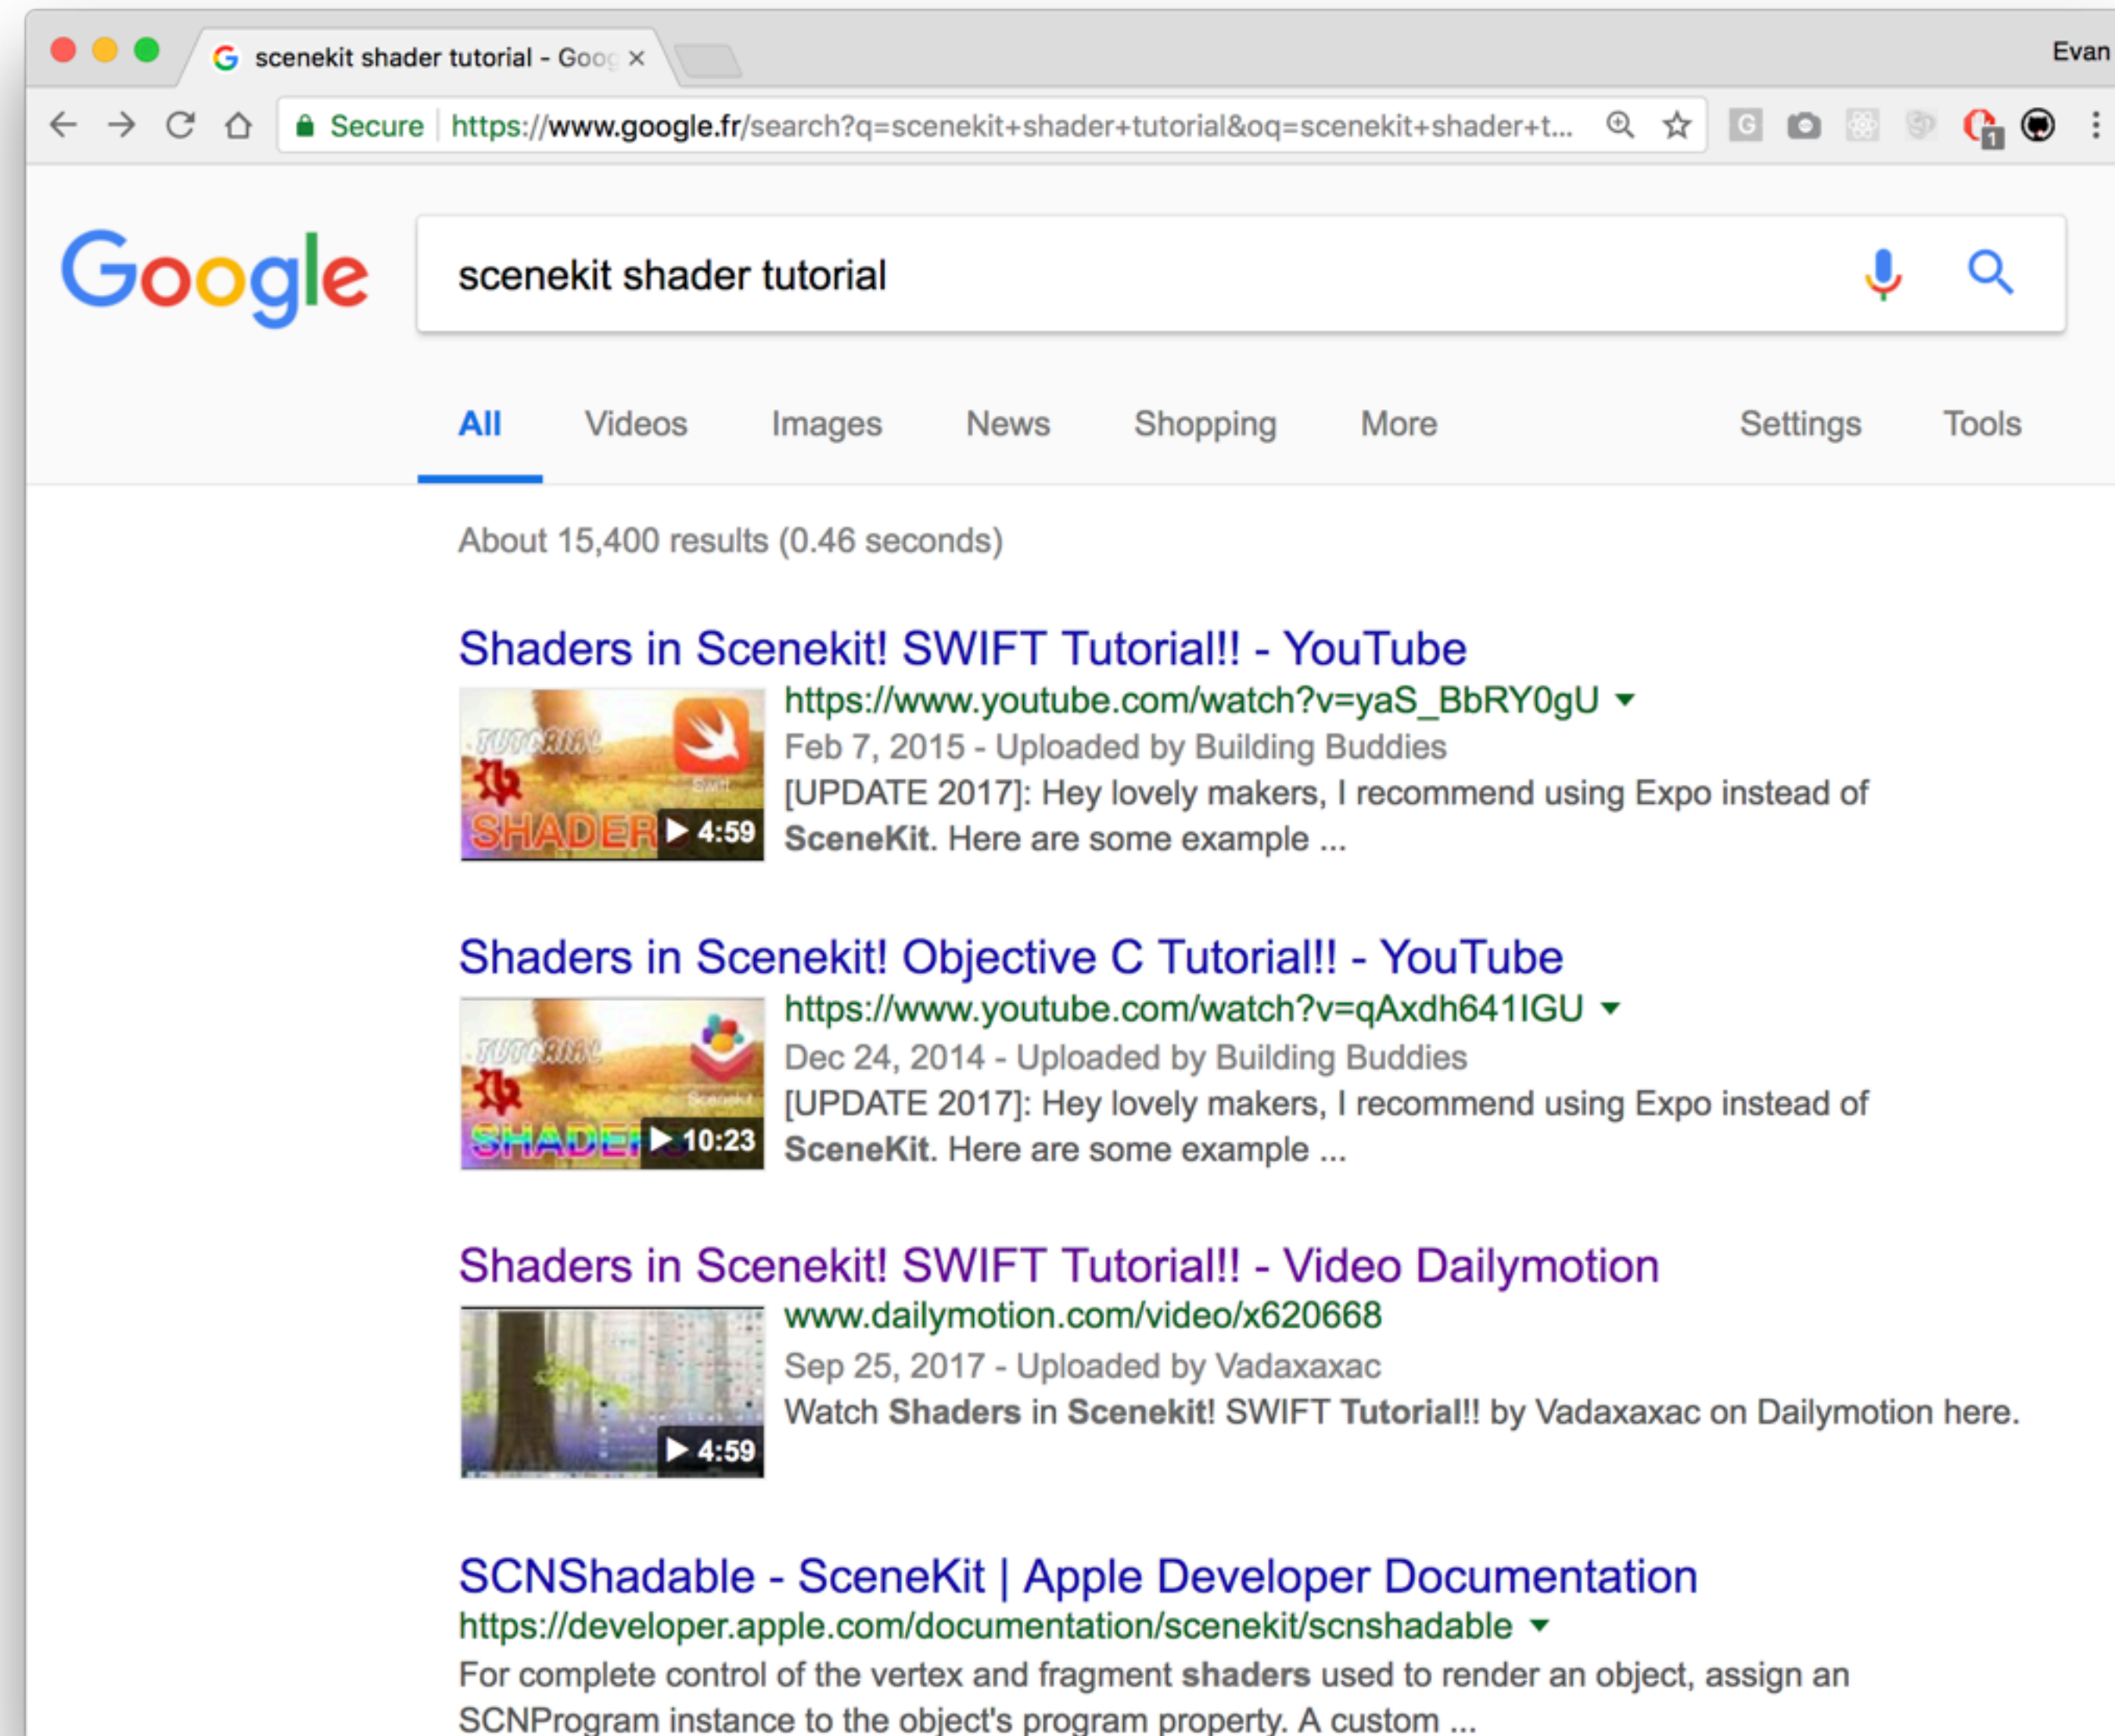 scenekit shader tutorial - Goog
Evan
Secure https://www.google.fr/search?q=scenekit+shader+tutorial&oq=scenekit+shader+t...
1
Google
scenekit shader tutorial
All Videos Images News Shopping More Settings Tools
About 15,400 results (0.46 seconds)
Shaders in Scenekit! SWIFT Tutorial!! - YouTube
TUTORIAL
Swift
SHADER
4:59
https://www.youtube.com/watch?v=yaS_BbRY0gU
Feb 7, 2015 - Uploaded by Building Buddies
[UPDATE 2017]: Hey lovely makers, I recommend using Expo instead of
SceneKit. Here are some example ...
Shaders in Scenekit! Objective C Tutorial!! - YouTube
TUTORIAL
Scenekit
SHADER
10:23
https://www.youtube.com/watch?v=qAxdh641IGU
Dec 24, 2014 - Uploaded by Building Buddies
[UPDATE 2017]: Hey lovely makers, I recommend using Expo instead of
SceneKit. Here are some example ...
Shaders in Scenekit! SWIFT Tutorial!! - Video Dailymotion
4:59
www.dailymotion.com/video/x620668
Sep 25, 2017 - Uploaded by Vadaxaxac
Watch Shaders in Scenekit! SWIFT Tutorial!! by Vadaxaxac on Dailymotion here.
SCNShadable - SceneKit | Apple Developer Documentation
https://developer.apple.com/documentation/scenekit/scnshadable
For complete control of the vertex and fragment shaders used to render an object, assign an
SCNProgram instance to the object's program property. A custom ...